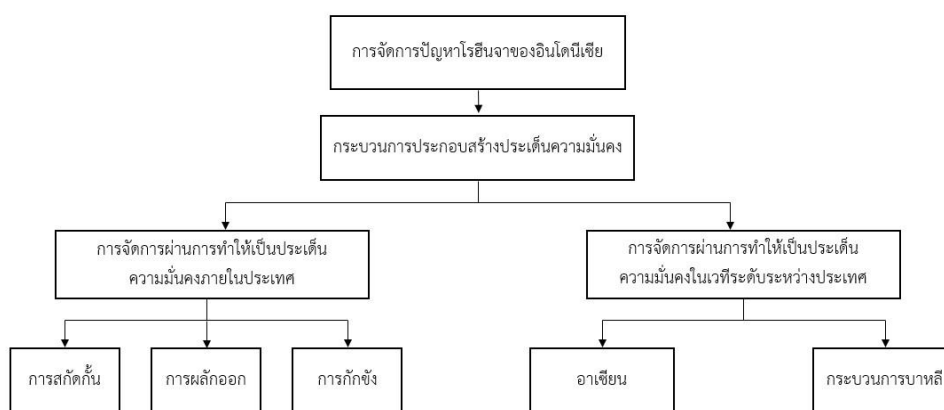 การจัดการปัญหาโรฮีนจาของอินโดนีเซีย
กระบวนการประกอบสร้างประเด็นความมั่นคง
การจัดการผ่านการทำให้เป็นประเด็น
ความมั่นคงภายในประเทศ
การจัดการผ่านการทำให้เป็นประเด็น
ความมั่นคงในเวทีระดับระหว่างประเทศ
การสกัดกั้น
การผลักออก
การกักขัง
อาเซียน
กระบวนการบาหลี